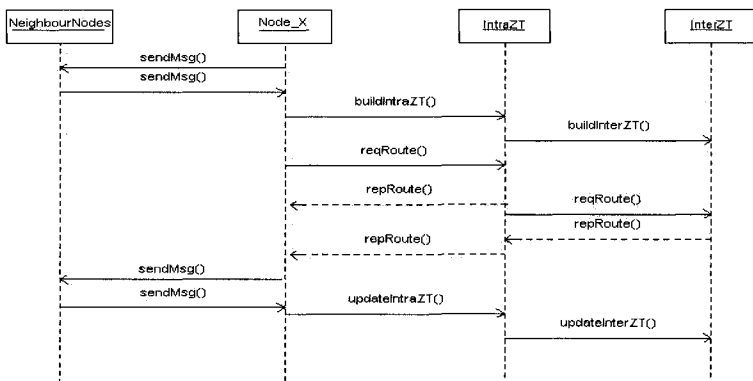 NeighbourNodes
Node_X
IntraZT
InterZT
sendMsg()
sendMsg()
buildIntraZT()
buildInterZT()
reqRoute()
repRoute()
reqRoute()
repRoute()
repRoute()
sendMsg()
sendMsg()
updateIntraZT()
updateInterZT()